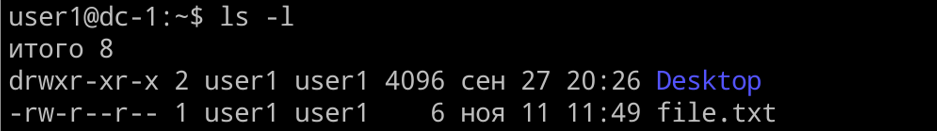 user1@dc-1:~$ ls -l
итого 8
drwxr-xr-x 2 user1 user1 4096 сен 27 20:26 Desktop
-rw-r--r-- 1 user1 user1    6 ноя 11 11:49 file.txt